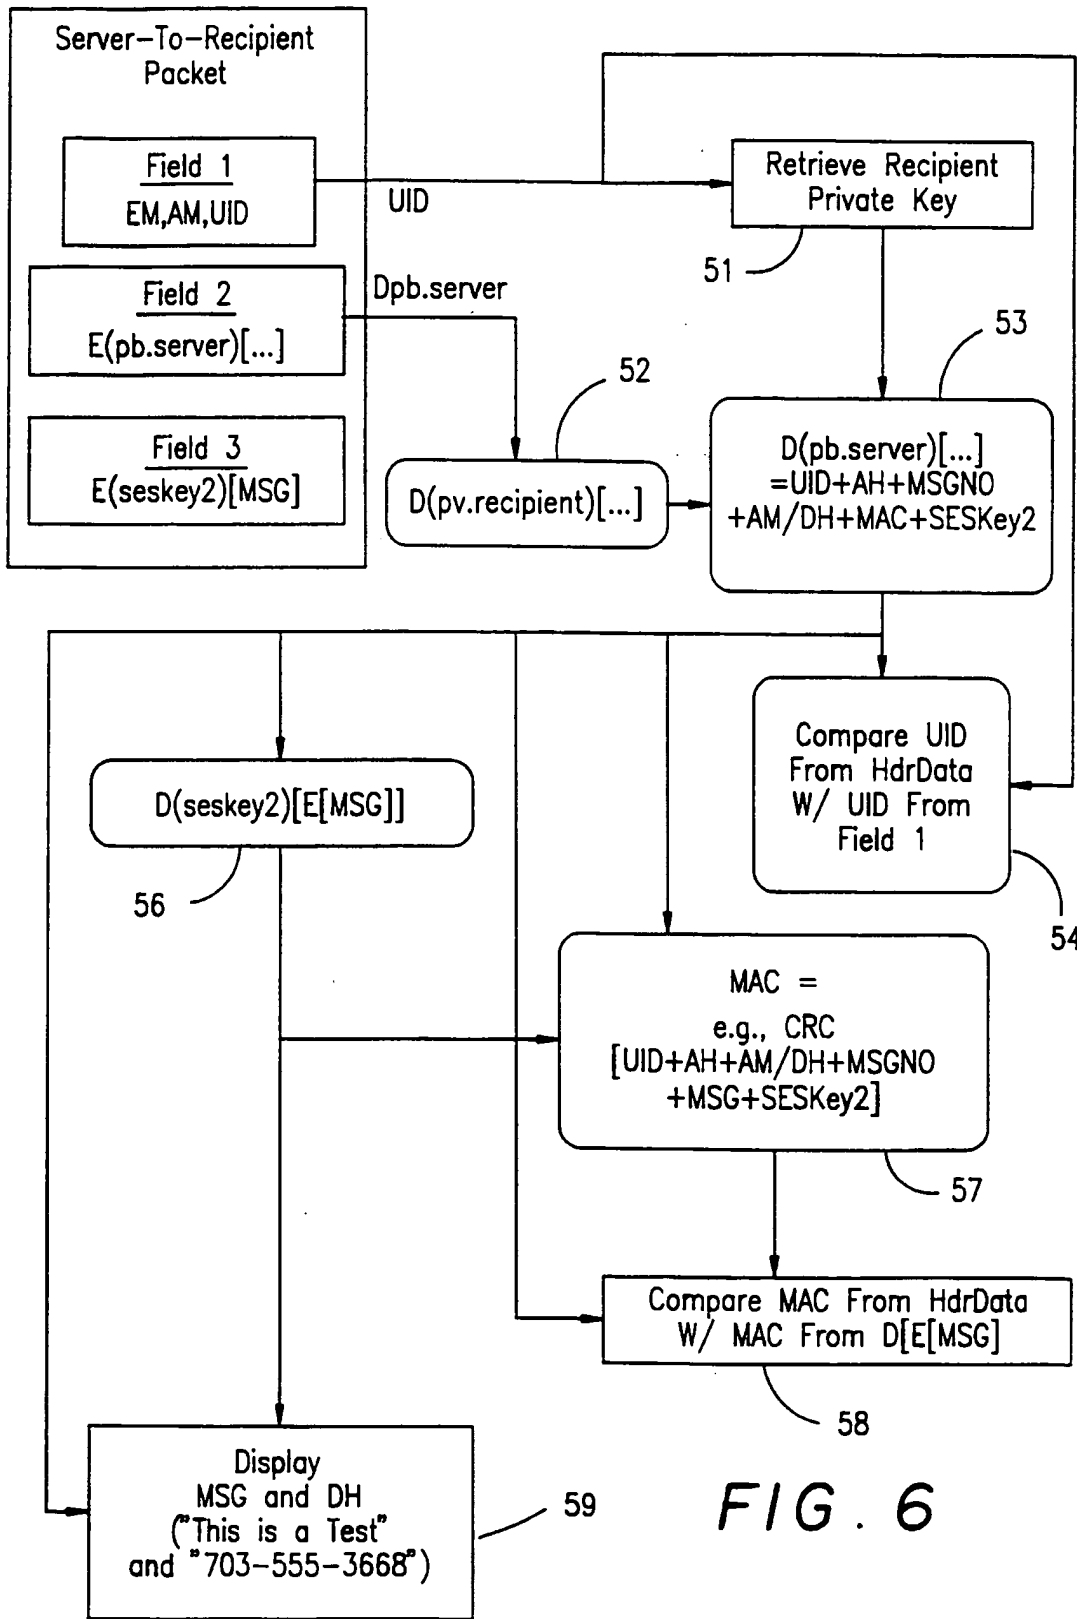 Server-To-Recipient
Packet
Field 1
EM,AM,UID
UID
Retrieve Recipient
Private Key
51
Field 2
E(pb.server)[...]
Dpb.server
52
53
Field 3
E(seskey2)[MSG]
D(pv.recipient)[...]
D(pb.server)[...]
=UID+AH+MSGNO
+AM/DH+MAC+SESKey2
Compare UID
From HdrData
W/ UID From
Field 1
54
D(seskey2)[E[MSG]]
56
MAC =
e.g., CRC
[UID+AH+AM/DH+MSGNO
+MSG+SESKey2]
57
Compare MAC From HdrData
W/ MAC From D[E[MSG]
58
Display
MSG and DH
("This is a Test"
and "703-555-3668")
59
FIG. 6